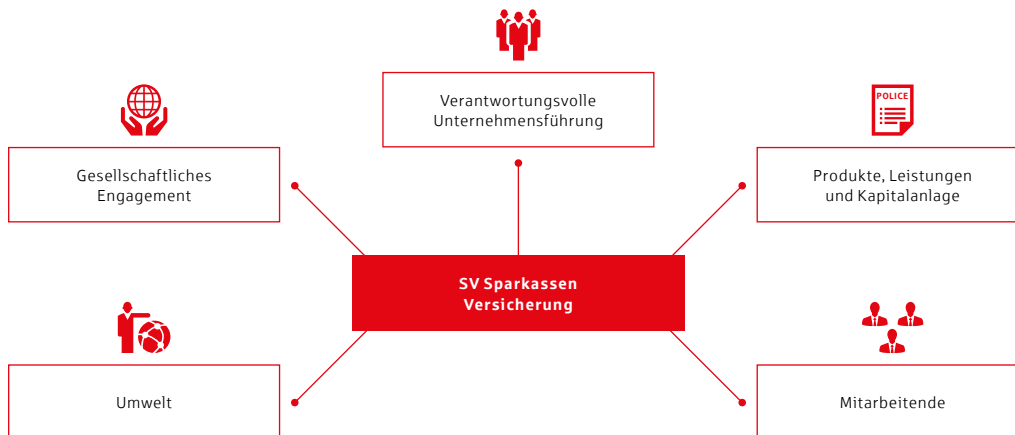 Verantwortungsvolle
Unternehmensführung
POLICE
Gesellschaftliches
Engagement
Produkte, Leistungen
und Kapitalanlage
SV Sparkassen
Versicherung
Umwelt
Mitarbeitende